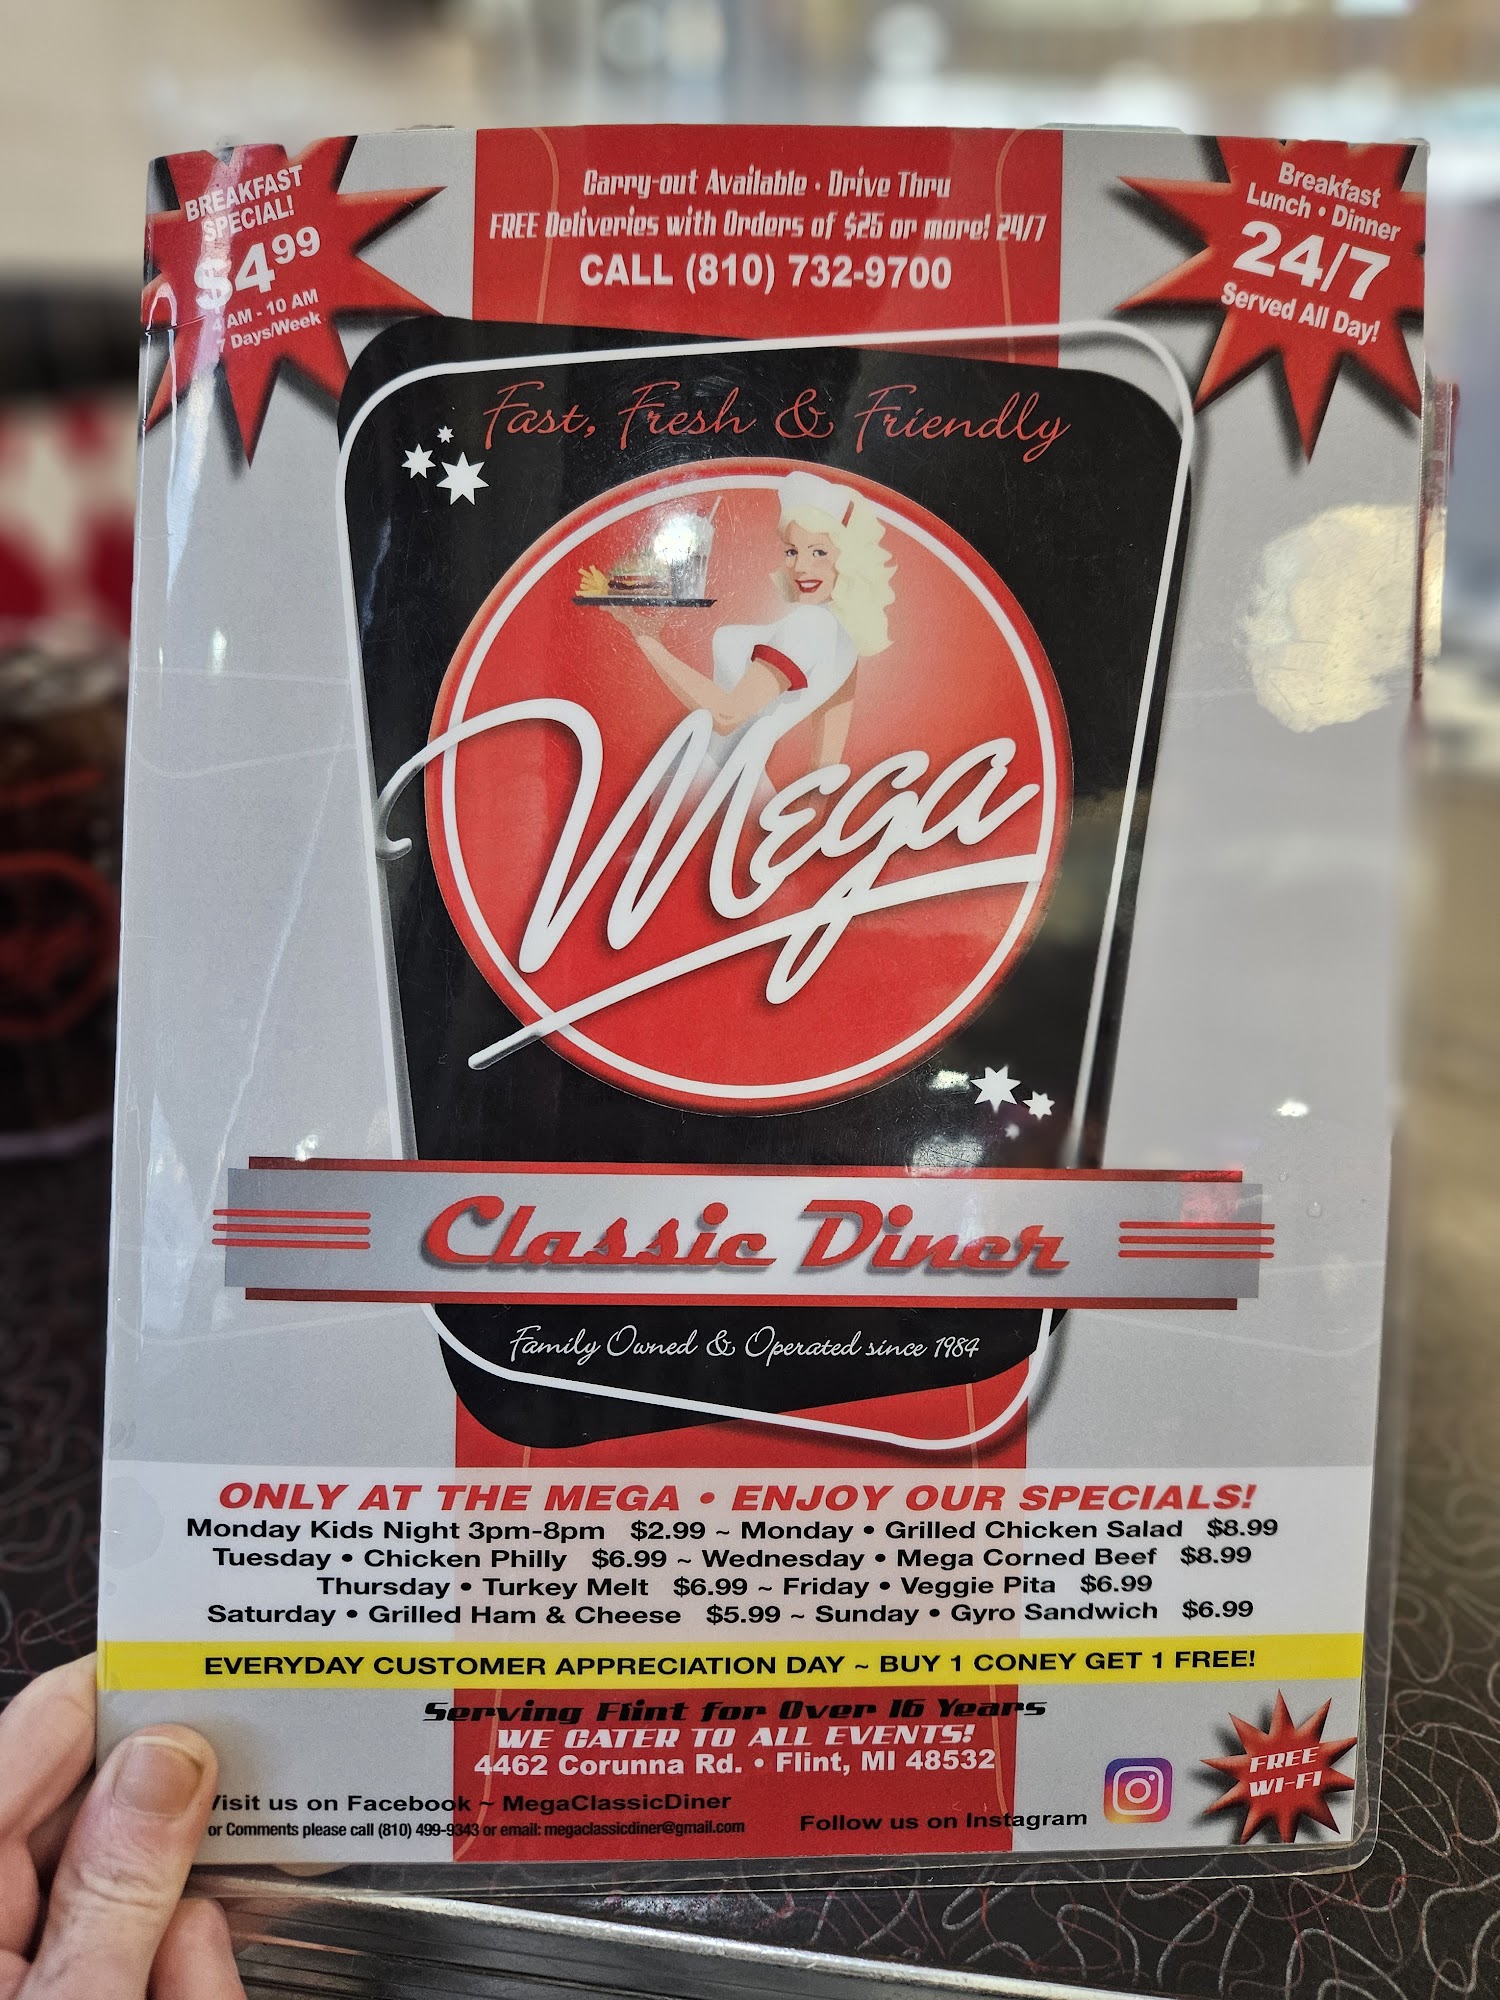 BREAKFAST
SPECIAL!
$4.99
4 AM - 10 AM
7 Days/Week
Carry-out Available • Drive Thru
FREE Deliveries with Orders of $25 or more! 24/7
CALL (810) 732-9700
Breakfast
Lunch • Dinner
24/7
Served All Day!
Fast, Fresh & Friendly
Mega
Classic Diner
Family Owned & Operated since 1984
ONLY AT THE MEGA • ENJOY OUR SPECIALS!
Monday Kids Night 3pm-8pm $2.99 ~ Monday • Grilled Chicken Salad $8.99
Tuesday • Chicken Philly $6.99 ~ Wednesday • Mega Corned Beef $8.99
Thursday • Turkey Melt $6.99 ~ Friday • Veggie Pita $6.99
Saturday • Grilled Ham & Cheese $5.99 ~ Sunday • Gyro Sandwich $6.99
EVERYDAY CUSTOMER APPRECIATION DAY ~ BUY 1 CONEY GET 1 FREE!
Serving Flint for Over 16 Years
WE CATER TO ALL EVENTS!
4462 Corunna Rd. • Flint, MI 48532
Visit us on Facebook ~ MegaClassicDiner
or Comments please call (810) 499-9343 or email: megaclassicdiner@gmail.com
Follow us on Instagram
FREE
WI-FI